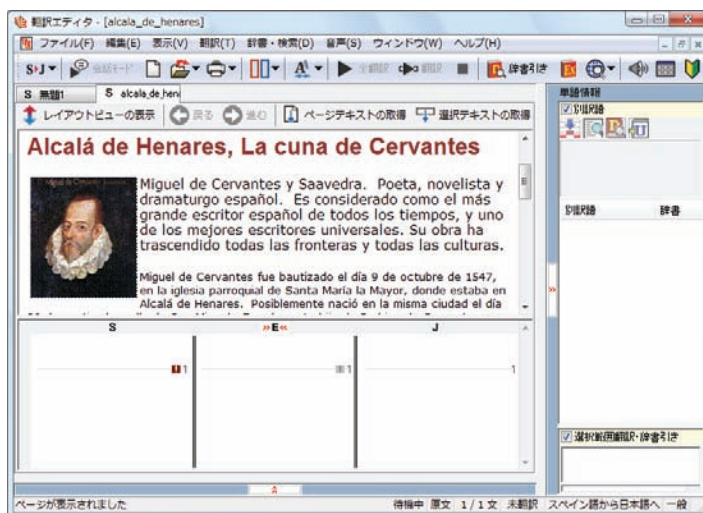 翻訳エディタ - [alcala_de_henares]
ファイル(F) 編集(E) 表示(V) 翻訳(T) 辞書・検索(D) 音声(S) ウィンドウ(W) ヘルプ(H)
S›J 会話モード 全翻訳 翻訳 辞書引き
S 無題1 S alcala_de_hen
単語情報
レイアウトビューの表示 戻る 進む ページテキストの取得 選択テキストの取得
別訳語
Alcalá de Henares, La cuna de Cervantes
Miguel de Cervantes y Saavedra. Poeta, novelista y
dramaturgo español. Es considerado como el más
grande escritor español de todos los tiempos, y uno
de los mejores escritores universales. Su obra ha
trascendido todas las fronteras y todas las culturas.
別訳語 辞書
Miguel de Cervantes fue bautizado el día 9 de octubre de 1547,
en la iglesia parroquial de Santa María la Mayor, donde estaba en
Alcalá de Henares. Posiblemente nació en la misma ciudad el día
S »E« J
1 1 1
選択範囲翻訳・辞書引き
ページが表示されました 待機中 原文 1/1文 未翻訳 スペイン語から日本語へ 一般